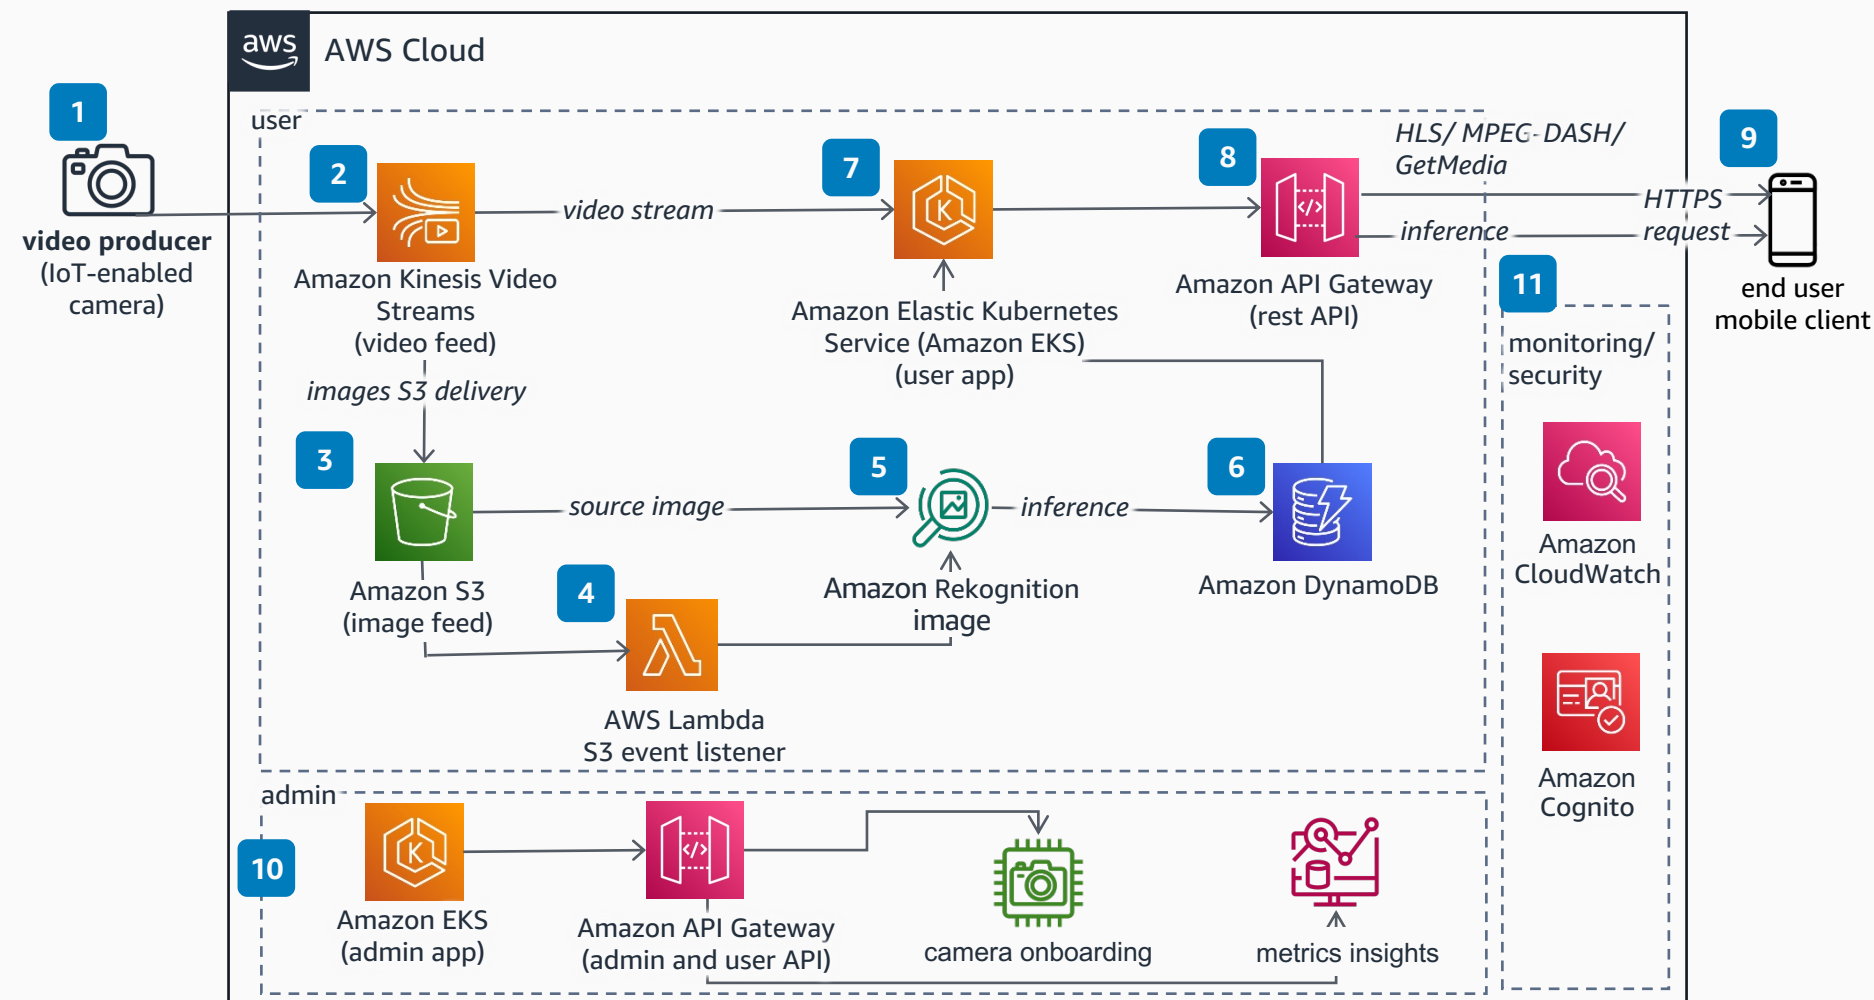 aws
AWS Cloud
1
video producer
(IoT-enabled
camera)
user
2
Amazon Kinesis Video
Streams
(video feed)
video stream
7
Amazon Elastic Kubernetes
Service (Amazon EKS)
(user app)
8
Amazon API Gateway
(rest API)
HLS/ MPEG-DASH/
GetMedia
inference
HTTPS
request
9
end user
mobile client
images S3 delivery
3
Amazon S3
(image feed)
source image
4
AWS Lambda
S3 event listener
5
Amazon Rekognition
image
inference
6
Amazon DynamoDB
11
monitoring/
security
Amazon
CloudWatch
Amazon
Cognito
admin
10
Amazon EKS
(admin app)
Amazon API Gateway
(admin and user API)
camera onboarding
metrics insights
K
</>
K
</>